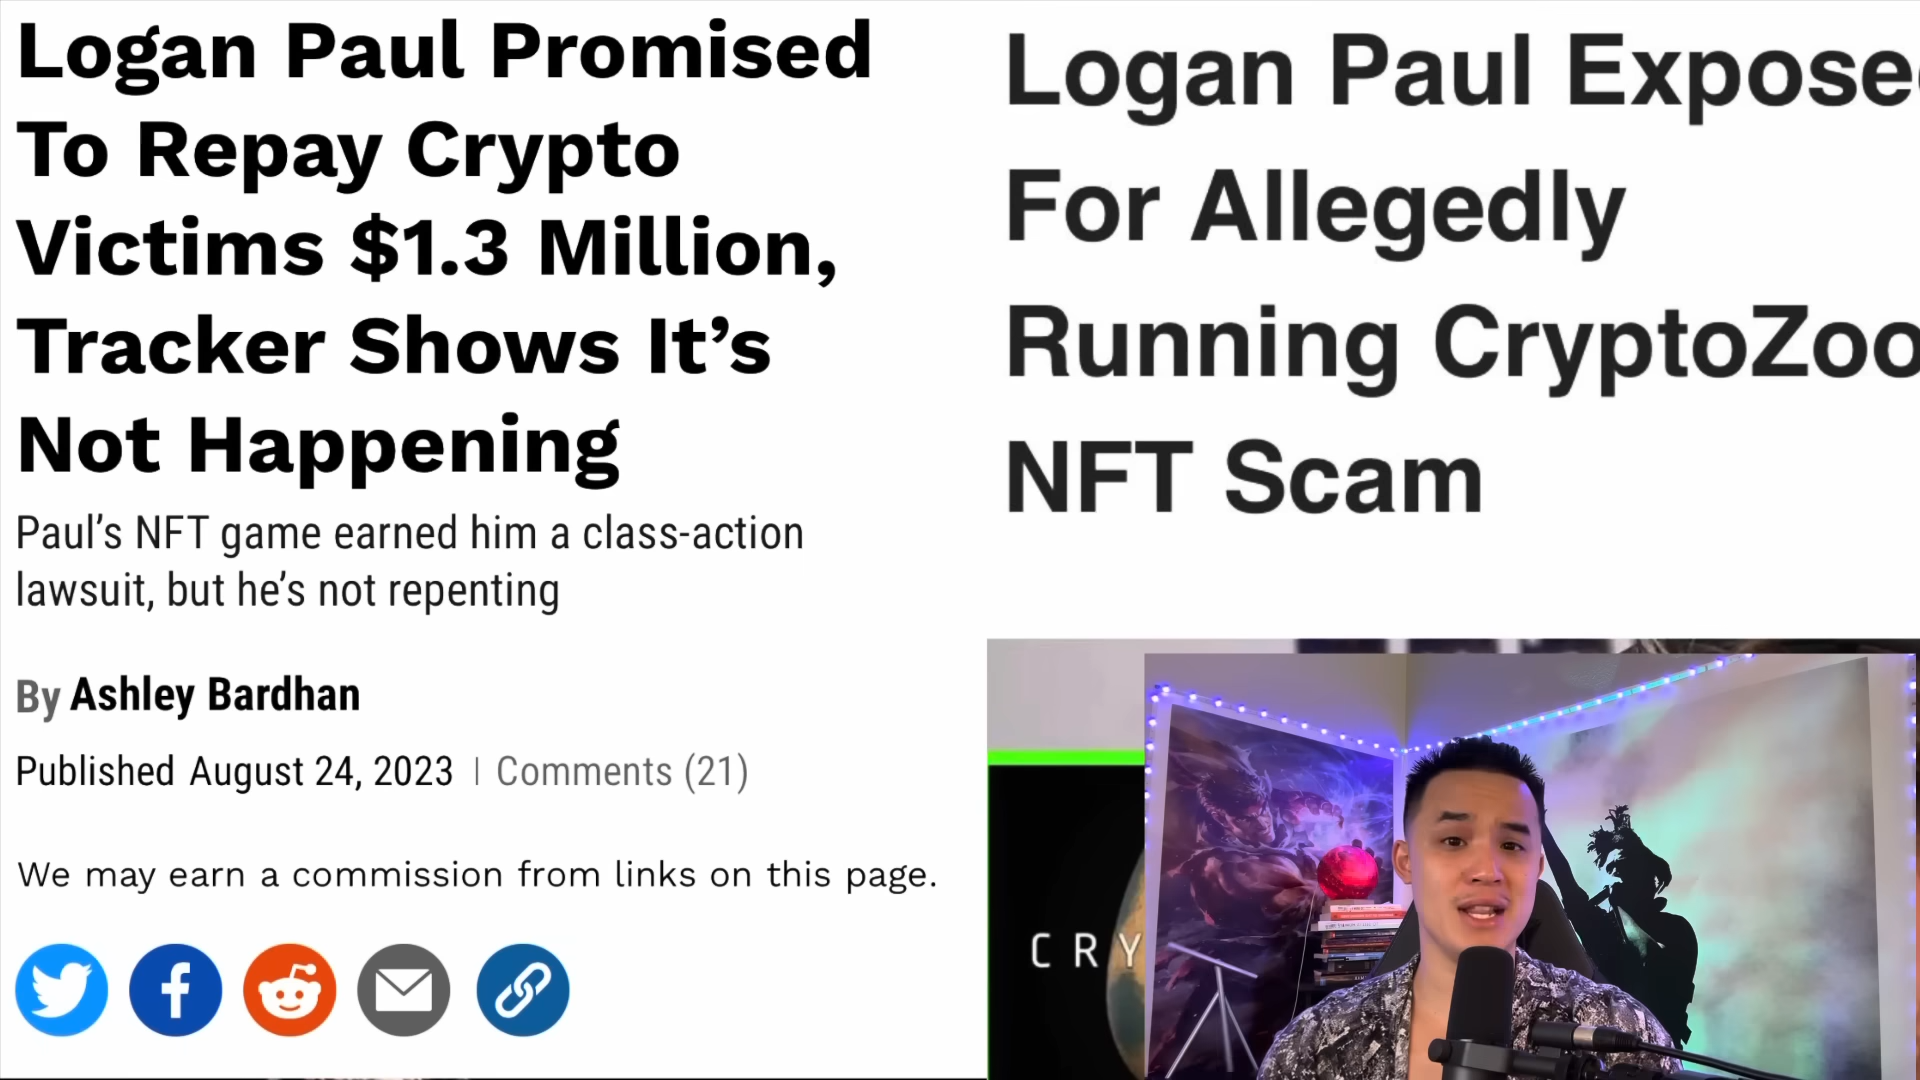 Logan Paul Promised
To Repay Crypto
Victims $1.3 Million,
Tracker Shows It’s
Not Happening
Paul’s NFT game earned him a class-action
lawsuit, but he’s not repenting
By Ashley Bardhan
Published August 24, 2023 | Comments (21)
We may earn a commission from links on this page.
Logan Paul Expose
For Allegedly
Running CryptoZoo
NFT Scam
CRY